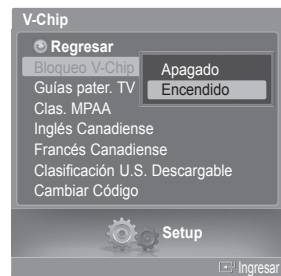 V-Chip
Regresar
Bloqueo V-Chip
Apagado
Encendido
Guías pater. TV
Clas. MPAA
Inglés Canadiense
Francés Canadiense
Clasificación U.S. Descargable
Cambiar Código
Setup
Ingresar